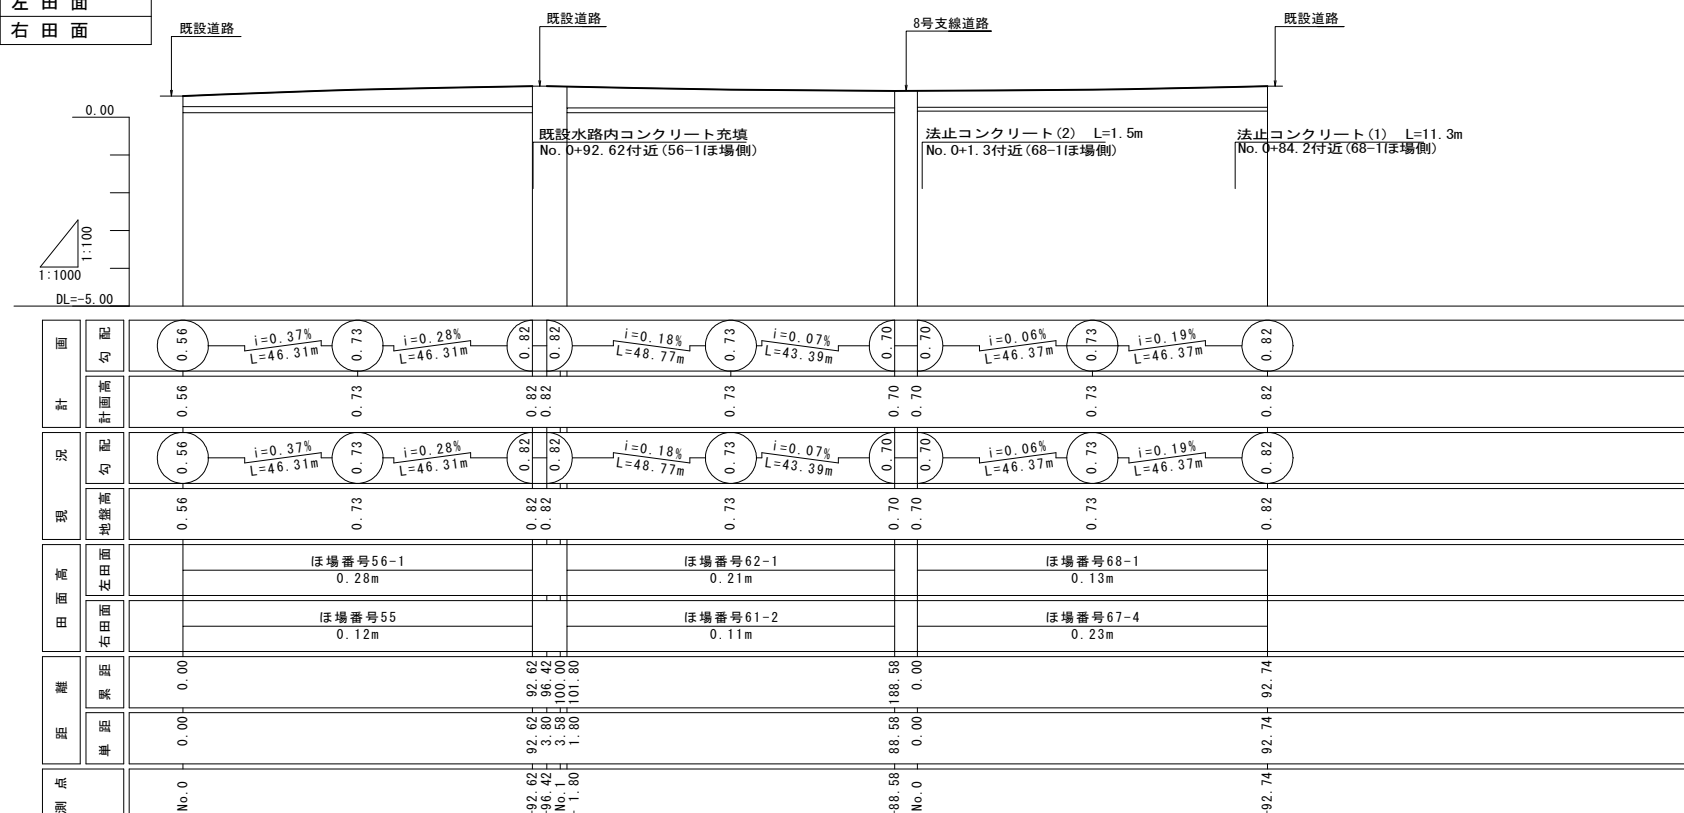 左田面
右田面
既設道路
既設道路
8号支線道路
既設道路
0.00
既設水路内コンクリート充填
No.0+92.62付近(56-1ほ場側)
法止コンクリート(2) L=1.5m
No.0+1.3付近(68-1ほ場側)
法止コンクリート(1) L=11.3m
No.0+84.2付近(68-1ほ場側)
1:100
1:1000
DL=-5.00
計画
勾配
0.56
i=0.37%
L=46.31m
0.73
i=0.28%
L=46.31m
0.82
0.82
i=0.18%
L=48.77m
0.73
i=0.07%
L=43.39m
0.70
0.70
i=0.06%
L=46.37m
0.73
i=0.19%
L=46.37m
0.82
計画高
0.56
0.73
0.82
0.82
0.73
0.70
0.70
0.73
0.82
現況
勾配
0.56
i=0.37%
L=46.31m
0.73
i=0.28%
L=46.31m
0.82
0.82
i=0.18%
L=48.77m
0.73
i=0.07%
L=43.39m
0.70
0.70
i=0.06%
L=46.37m
0.73
i=0.19%
L=46.37m
0.82
地盤高
0.56
0.73
0.82
0.82
0.73
0.70
0.70
0.73
0.82
田面高
左田面
ほ場番号56-1
0.28m
ほ場番号62-1
0.21m
ほ場番号68-1
0.13m
右田面
ほ場番号55
0.12m
ほ場番号61-2
0.11m
ほ場番号67-4
0.23m
距離
累距
0.00
92.62
96.42
100.00
101.80
188.58
0.00
92.74
単距
0.00
92.62
3.80
3.58
1.80
88.58
0.00
92.74
測点
No.0
+92.62
+96.42
No.1
+ 1.80
+88.58
No.0
+92.74